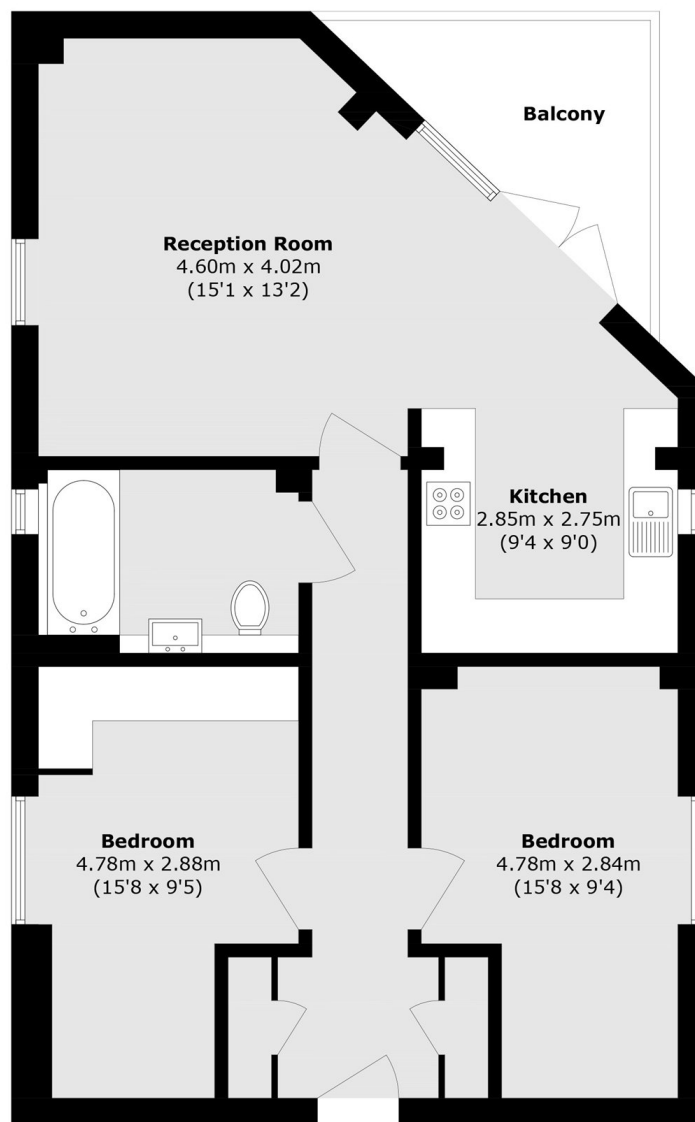 Balcony
Reception Room
4.60m x 4.02m
(15'1 x 13'2)
Kitchen
2.85m x 2.75m
(9'4 x 9'0)
Bedroom
4.78m x 2.88m
(15'8 x 9'5)
Bedroom
4.78m x 2.84m
(15'8 x 9'4)